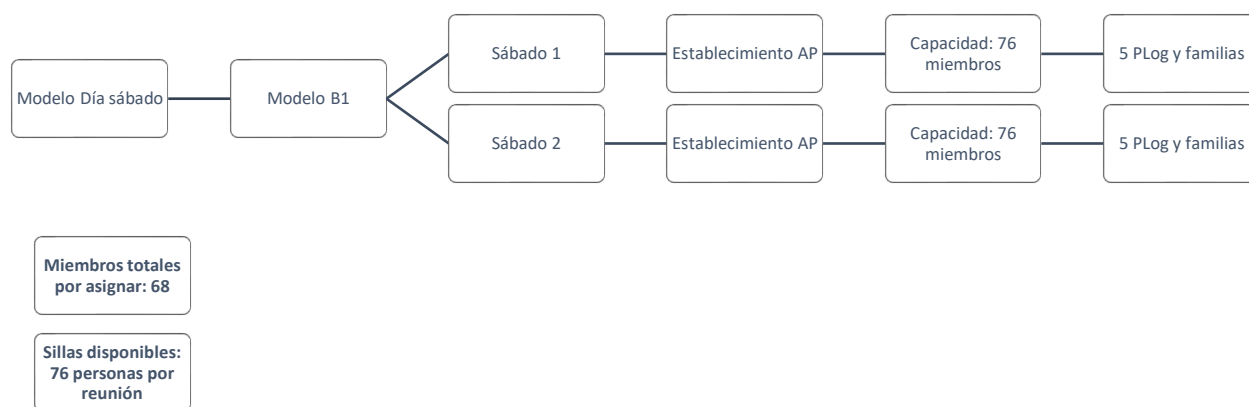 Modelo Día sábado
Modelo B1
Sábado 1
Establecimiento AP
Capacidad: 76
miembros
5 PLog y familias
Sábado 2
Establecimiento AP
Capacidad: 76
miembros
5 PLog y familias
Miembros totales
por asignar: 68
Sillas disponibles:
76 personas por
reunión